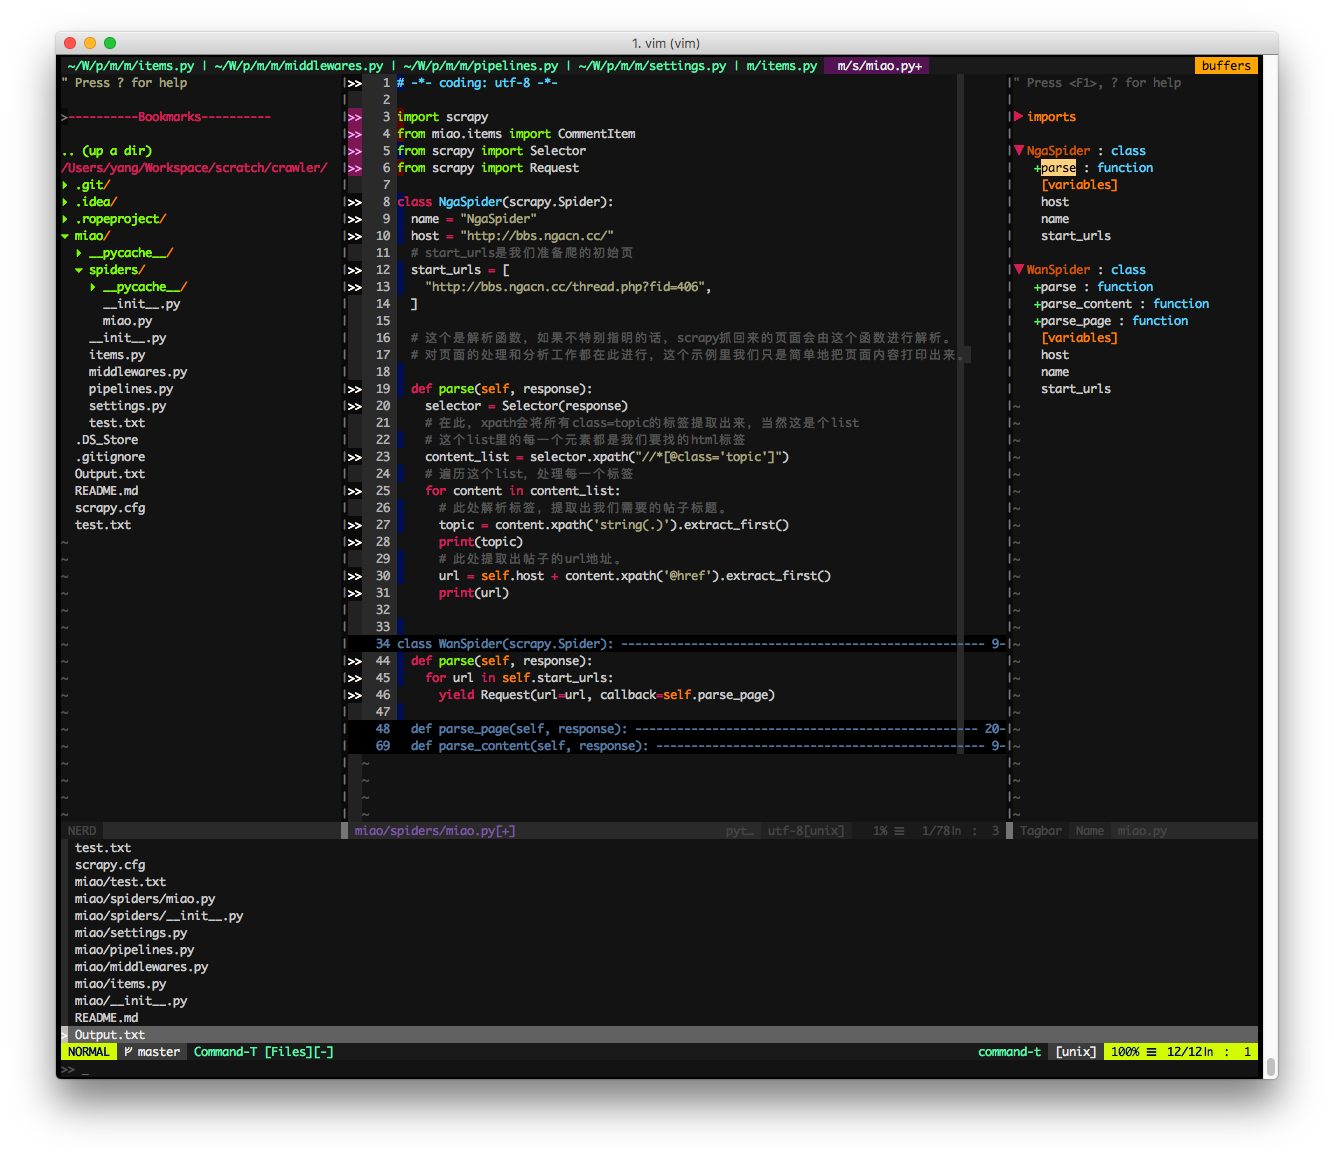 1. vim (vim)
~/W/p/m/m/items.py | ~/W/p/m/m/middlewares.py | ~/W/p/m/m/pipelines.py | ~/W/p/m/m/settings.py | m/items.py m/s/miao.py+ buffers
" Press ? for help
>----------Bookmarks----------
.. (up a dir)
/Users/yang/Workspace/scratch/crawler/
▸ .git/
▸ .idea/
▸ .ropeproject/
▾ miao/
▸ __pycache__/
▾ spiders/
▸ __pycache__/
__init__.py
miao.py
__init__.py
items.py
middlewares.py
pipelines.py
settings.py
test.txt
.DS_Store
.gitignore
Output.txt
README.md
scrapy.cfg
test.txt
NERD
>> 1 # -*- coding: utf-8 -*-
2
>> 3 import scrapy
>> 4 from miao.items import CommentItem
>> 5 from scrapy import Selector
>> 6 from scrapy import Request
7
>> 8 class NgaSpider(scrapy.Spider):
>> 9 name = "NgaSpider"
>> 10 host = "http://bbs.ngacn.cc/"
11 # start_urls是我们准备爬的初始页
>> 12 start_urls = [
>> 13 "http://bbs.ngacn.cc/thread.php?fid=406",
14 ]
15
16 # 这个是解析函数，如果不特别指明的话，scrapy抓回来的页面会由这个函数进行解析。
17 # 对页面的处理和分析工作都在此进行，这个示例里我们只是简单地把页面内容打印出来。
18
>> 19 def parse(self, response):
>> 20 selector = Selector(response)
21 # 在此，xpath会将所有class=topic的标签提取出来，当然这是个list
22 # 这个list里的每一个元素都是我们要找的html标签
>> 23 content_list = selector.xpath("//*[@class='topic']")
24 # 遍历这个list，处理每一个标签
>> 25 for content in content_list:
26 # 此处解析标签，提取出我们需要的帖子标题。
>> 27 topic = content.xpath('string(.)').extract_first()
>> 28 print(topic)
29 # 此处提取出帖子的url地址。
>> 30 url = self.host + content.xpath('@href').extract_first()
>> 31 print(url)
32
33
34 class WanSpider(scrapy.Spider): ---------------------------------------------------- 9-
>> 44 def parse(self, response):
>> 45 for url in self.start_urls:
>> 46 yield Request(url=url, callback=self.parse_page)
47
48 def parse_page(self, response): ------------------------------------------------- 20-
69 def parse_content(self, response): ----------------------------------------------- 9-
miao/spiders/miao.py[+] pyt… utf-8[unix] 1% ☰ 1/78ln : 3
" Press <F1>, ? for help
▶ imports
▼ NgaSpider : class
+parse : function
[variables]
host
name
start_urls
▼ WanSpider : class
+parse : function
+parse_content : function
+parse_page : function
[variables]
host
name
start_urls
Tagbar Name miao.py
test.txt
scrapy.cfg
miao/test.txt
miao/spiders/miao.py
miao/spiders/__init__.py
miao/settings.py
miao/pipelines.py
miao/middlewares.py
miao/items.py
miao/__init__.py
README.md
> Output.txt
NORMAL master Command-T [Files][-] command-t [unix] 100% ☰ 12/12ln : 1
>> _